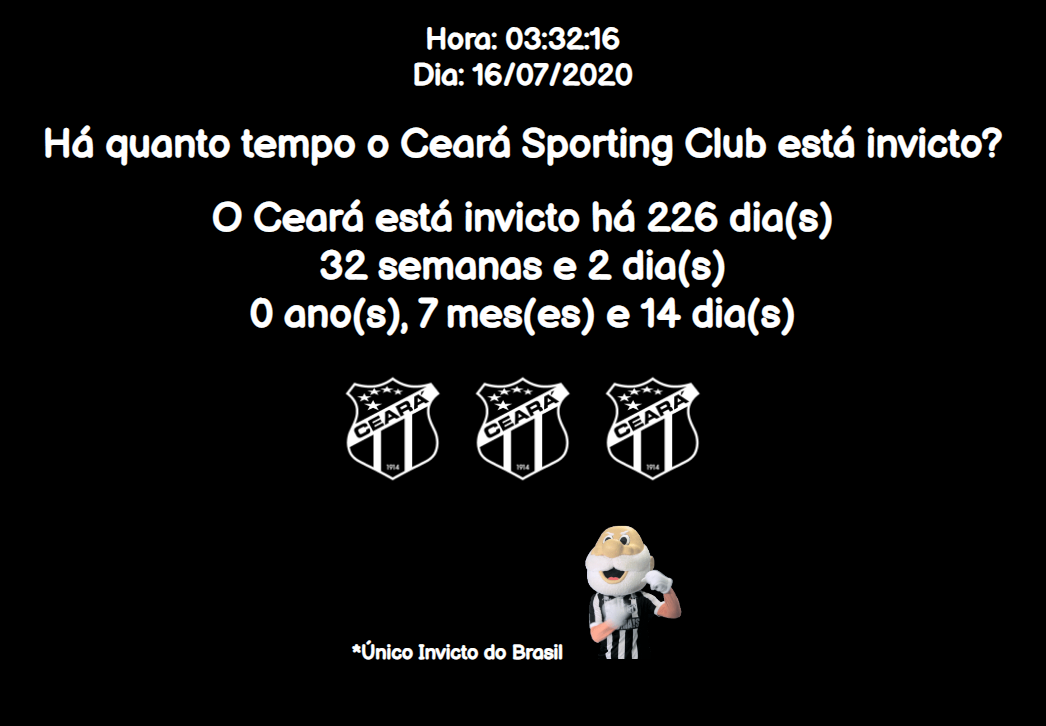 Hora: 03:32:16
Dia: 16/07/2020
Há quanto tempo o Ceará Sporting Club está invicto?
O Ceará está invicto há 226 dia(s)
32 semanas e 2 dia(s)
0 ano(s), 7 mes(es) e 14 dia(s)
CEARÁ
1914
CEARÁ
1914
CEARÁ
1914
*Único Invicto do Brasil